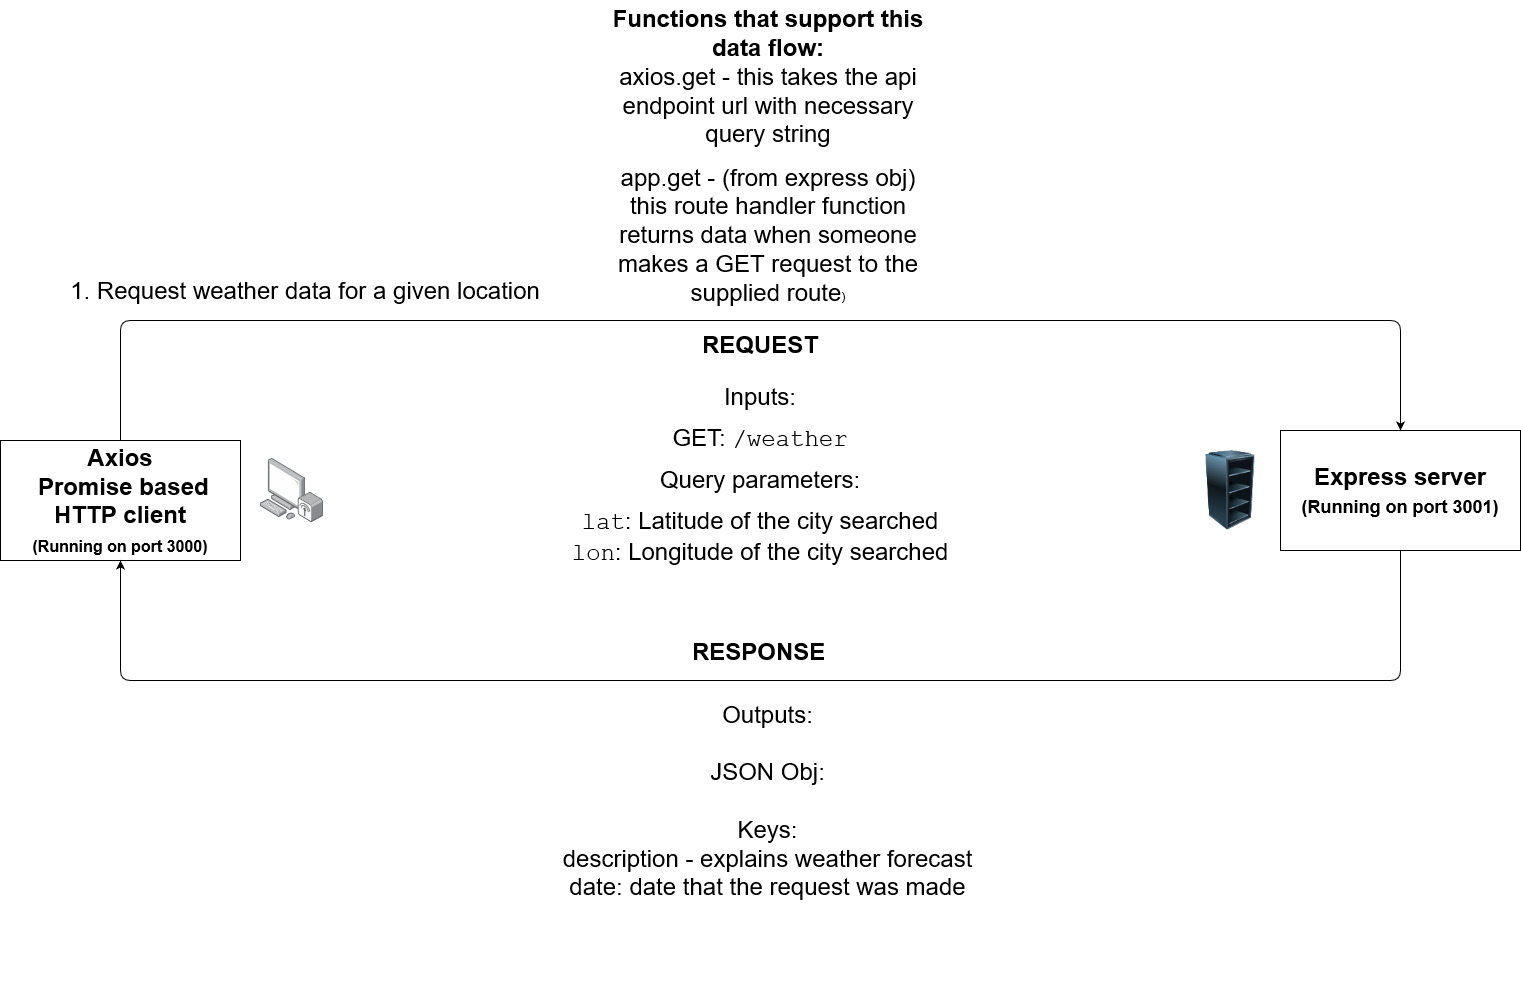 Functions that support this
data flow:
axios.get - this takes the api
endpoint url with necessary
query string
app.get - (from express obj)
this route handler function
returns data when someone
makes a GET request to the
supplied route)
1. Request weather data for a given location
REQUEST
Inputs:
GET: /weather
Query parameters:
lat: Latitude of the city searched
lon: Longitude of the city searched
Axios
Promise based
HTTP client
(Running on port 3000)
Express server
(Running on port 3001)
RESPONSE
Outputs:
JSON Obj:
Keys:
description - explains weather forecast
date: date that the request was made